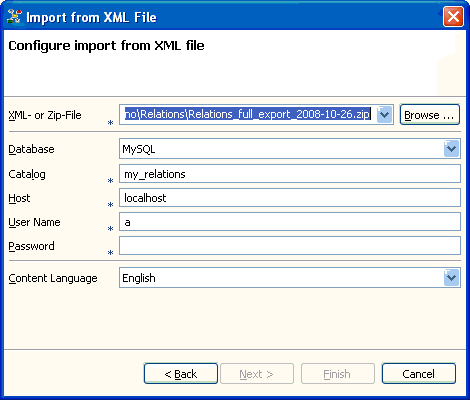 Import from XML File
Configure import from XML file
XML- or Zip-File * no\Relations\Relations_full_export_2008-10-26.zip Browse ...
Database MySQL
Catalog * my_relations
Host * localhost
User Name * a
Password *
Content Language English
< Back Next > Finish Cancel